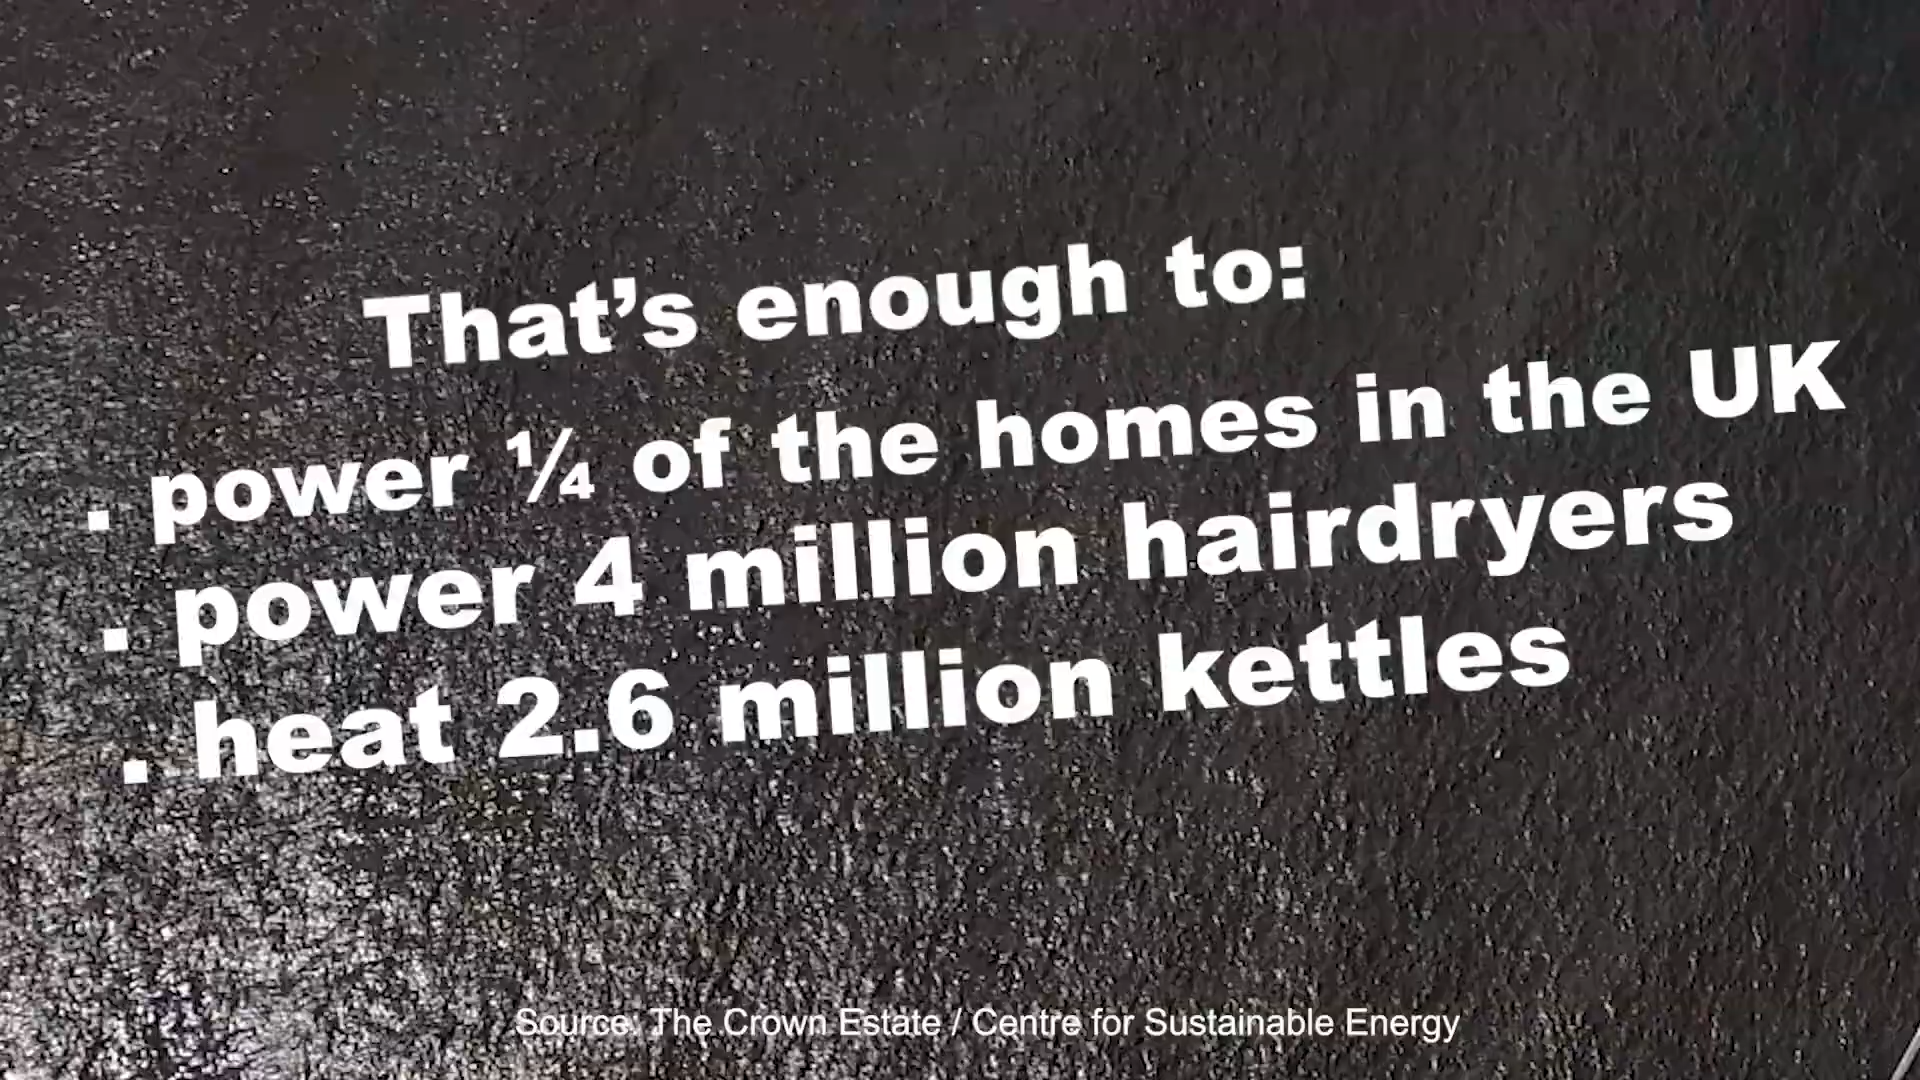 That’s enough to:
. power ¼ of the homes in the UK
. power 4 million hairdryers
. heat 2.6 million kettles
Source: The Crown Estate / Centre for Sustainable Energy